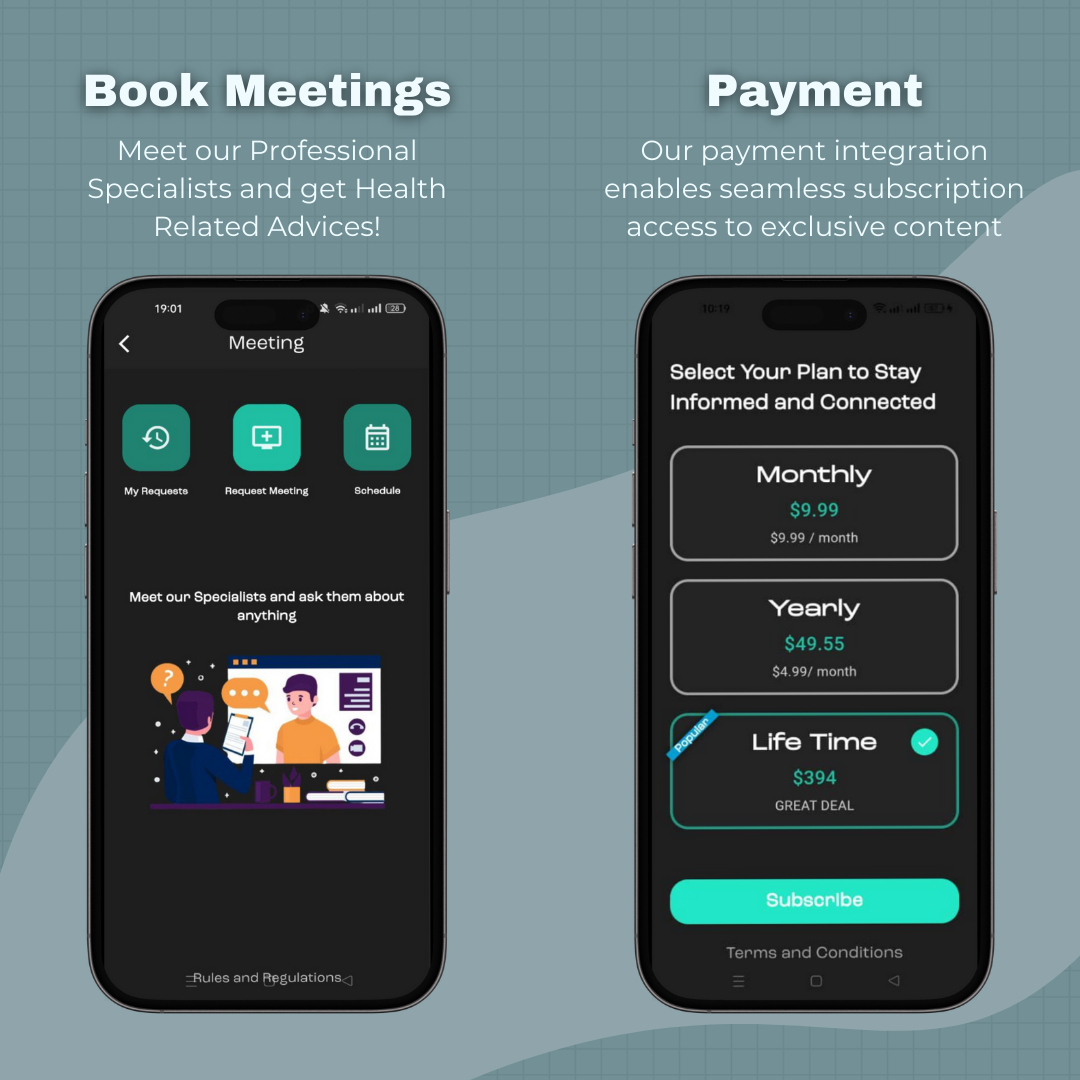 Book Meetings
Meet our Professional
Specialists and get Health
Related Advices!
19:01
28
Meeting
My Requests
Request Meeting
Schedule
Meet our Specialists and ask them about
anything
?
Rules and Regulations
Payment
Our payment integration
enables seamless subscription
access to exclusive content
10:19
Select Your Plan to Stay
Informed and Connected
Monthly
$9.99
$9.99 / month
Yearly
$49.55
$4.99/ month
Popular
Life Time
$394
GREAT DEAL
Subscribe
Terms and Conditions